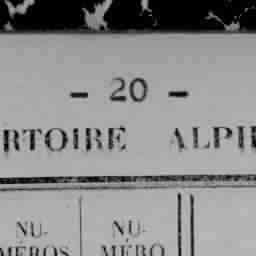 - 20 -
RTOIRE ALPH
NU- NU-
MÉROS MÉRO